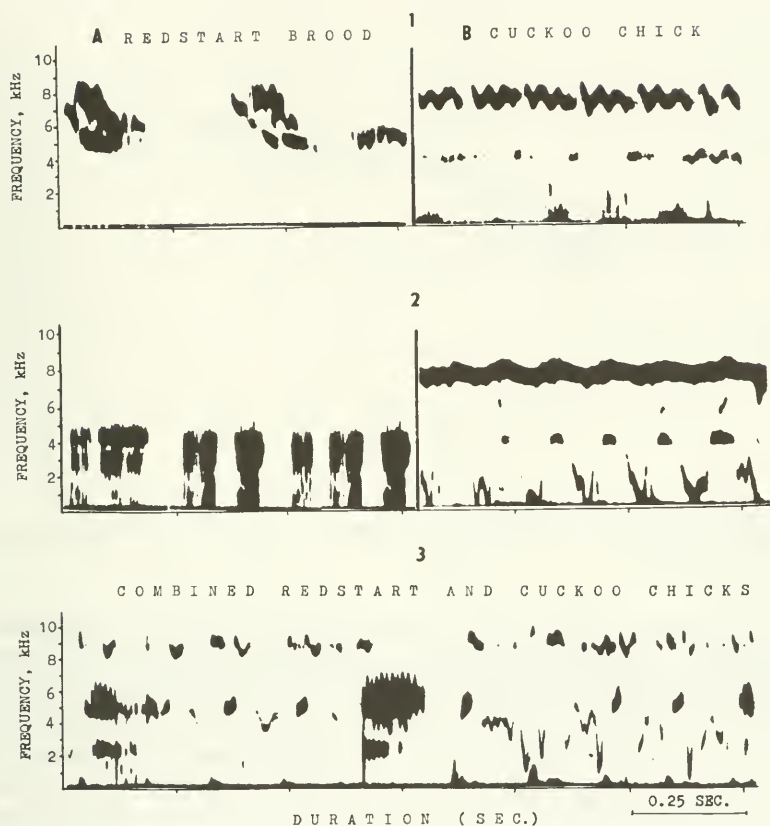 1
A REDSTART BROOD
B CUCKOO CHICK
10
8
6
4
2
FREQUENCY, kHz
2
10
8
6
4
2
FREQUENCY, kHz
3
COMBINED REDSTART AND CUCKOO CHICKS
10
8
6
4
2
FREQUENCY, kHz
0.25 SEC.
DURATION (SEC.)